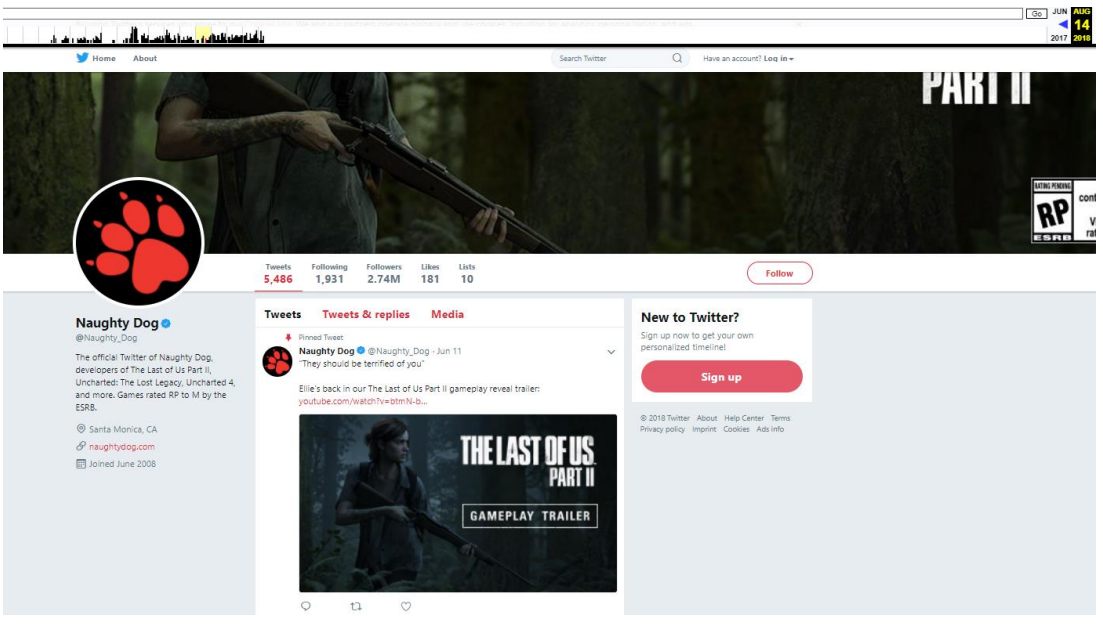 Go JUN AUG
14
2017 2018
Home About Search Twitter Have an account? Log in
PART II
RATING PENDING
RP
ESRB
Tweets Following Followers Likes Lists
5,486 1,931 2.74M 181 10
Follow
Naughty Dog
@Naughty_Dog
The official Twitter of Naughty Dog,
developers of The Last of Us Part II,
Uncharted: The Lost Legacy, Uncharted 4,
and more. Games rated RP to M by the
ESRB.
Santa Monica, CA
naughtydog.com
Joined June 2008
Tweets Tweets & replies Media
Pinned Tweet
Naughty Dog @Naughty_Dog · Jun 11
"They should be terrified of you"
Ellie's back in our The Last of Us Part II gameplay reveal trailer:
youtube.com/watch?v=btmN-b...
THE LAST OF US
PART II
GAMEPLAY TRAILER
New to Twitter?
Sign up now to get your own
personalized timeline!
Sign up
© 2018 Twitter About Help Center Terms
Privacy policy Imprint Cookies Ads info